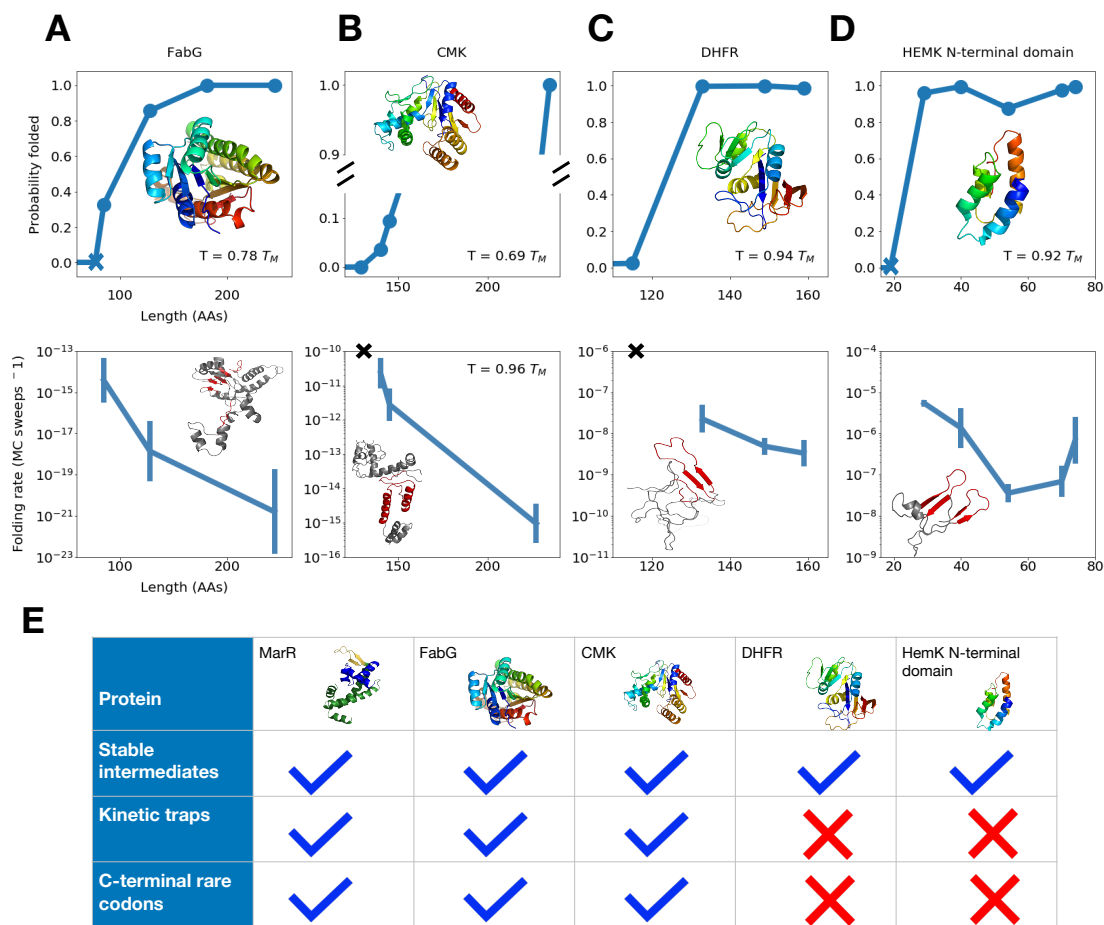 A
B
C
D
FabG
CMK
DHFR
HEMK N-terminal domain
Probability folded
1.0
0.8
0.6
0.4
0.2
0.0
T = 0.78 T_M
100
200
Length (AAs)
1.0
0.9
0.1
0.0
T = 0.69 T_M
150
200
1.0
0.8
0.6
0.4
0.2
0.0
T = 0.94 T_M
120
140
160
1.0
0.8
0.6
0.4
0.2
0.0
T = 0.92 T_M
20
40
60
80
Folding rate (MC sweeps ⁻1)
10⁻¹³
10⁻¹⁵
10⁻¹⁷
10⁻¹⁹
10⁻²¹
10⁻²³
100
200
Length (AAs)
10⁻¹⁰
10⁻¹¹
10⁻¹²
10⁻¹³
10⁻¹⁴
10⁻¹⁵
10⁻¹⁶
T = 0.96 T_M
150
200
10⁻⁶
10⁻⁷
10⁻⁸
10⁻⁹
10⁻¹⁰
10⁻¹¹
120
140
160
10⁻⁴
10⁻⁵
10⁻⁶
10⁻⁷
10⁻⁸
10⁻⁹
20
40
60
80
E
Protein
MarR
FabG
CMK
DHFR
HemK N-terminal
domain
Stable
intermediates
Kinetic traps
C-terminal rare
codons